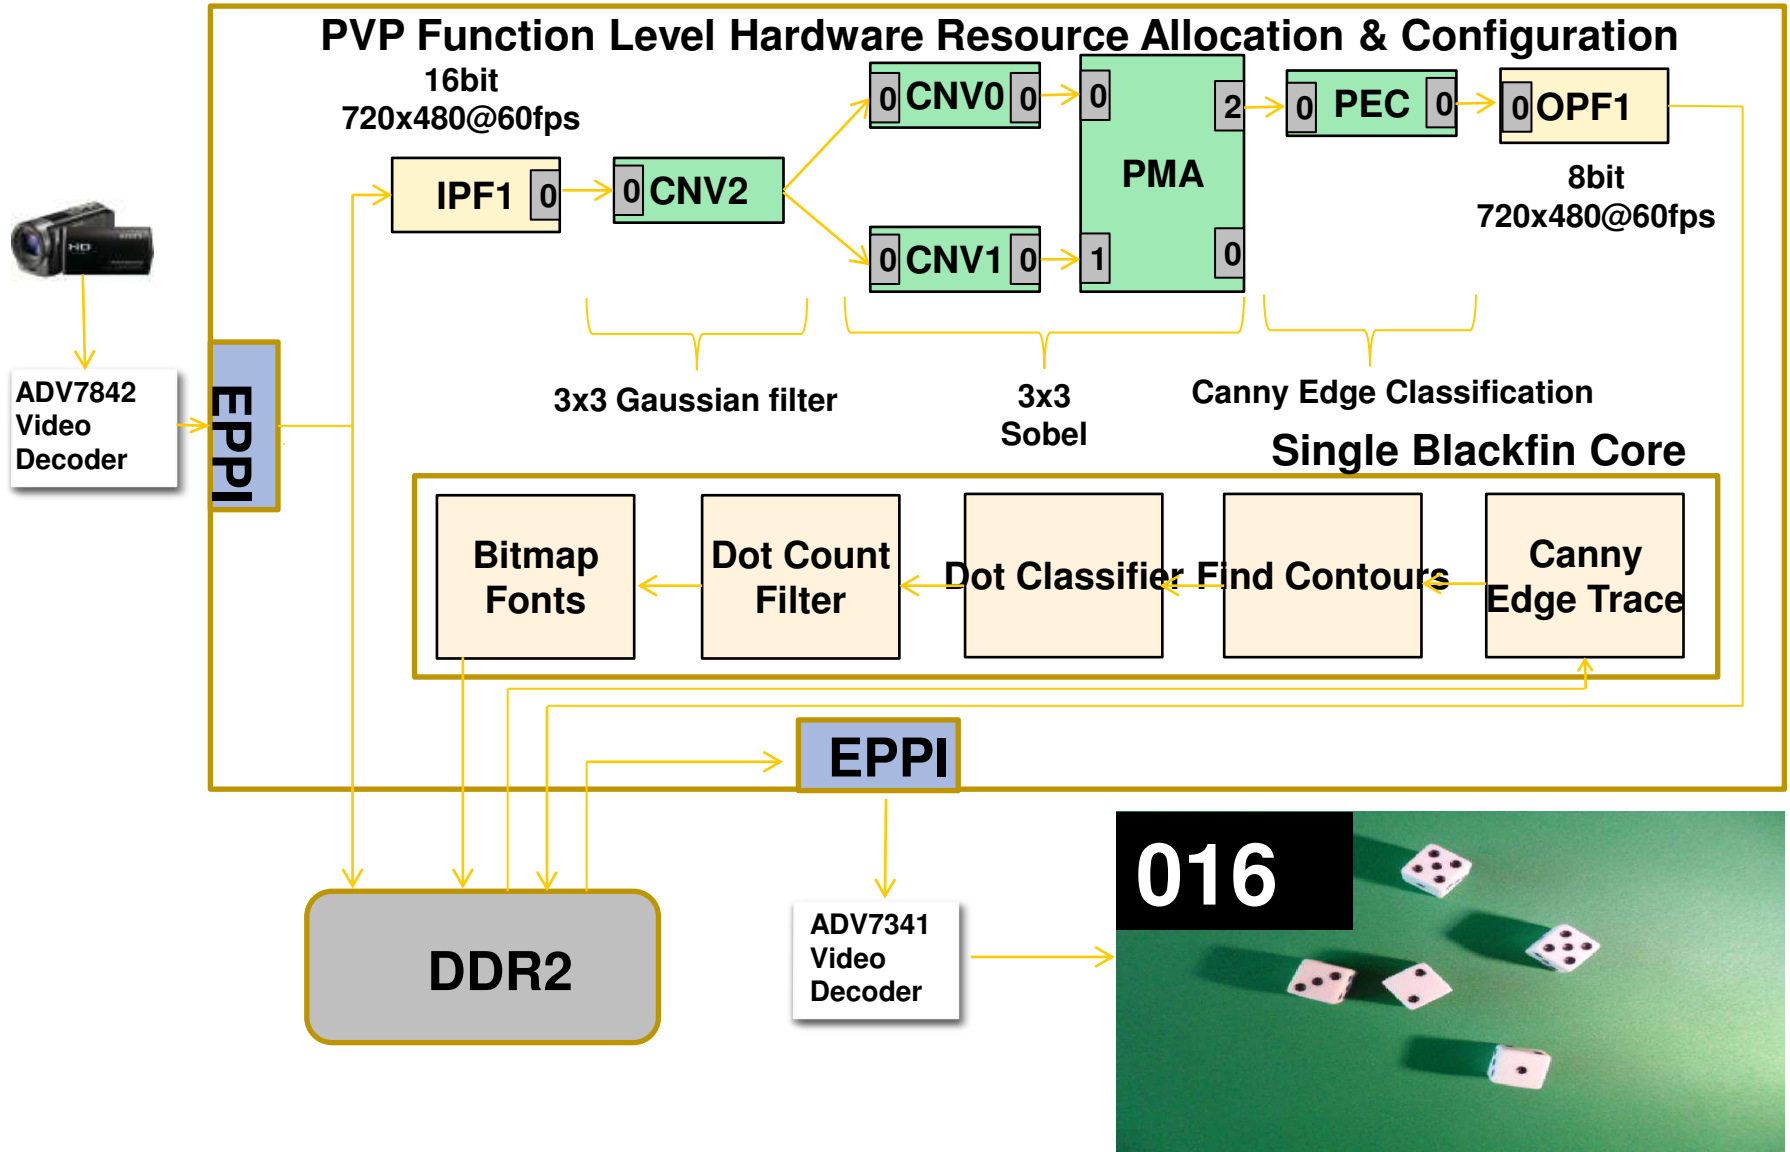 PVP Function Level Hardware Resource Allocation & Configuration
16bit
720x480@60fps
IPF1 0
0 CNV2
0 CNV0 0
0 CNV1 0
0
1
PMA
2
0
0 PEC 0
0 OPF1
8bit
720x480@60fps
3x3 Gaussian filter
3x3
Sobel
Canny Edge Classification
ADV7842
Video
Decoder
EPPI
Single Blackfin Core
Bitmap
Fonts
Dot Count
Filter
Dot Classifier
Find Contours
Canny
Edge Trace
EPPI
DDR2
ADV7341
Video
Decoder
016